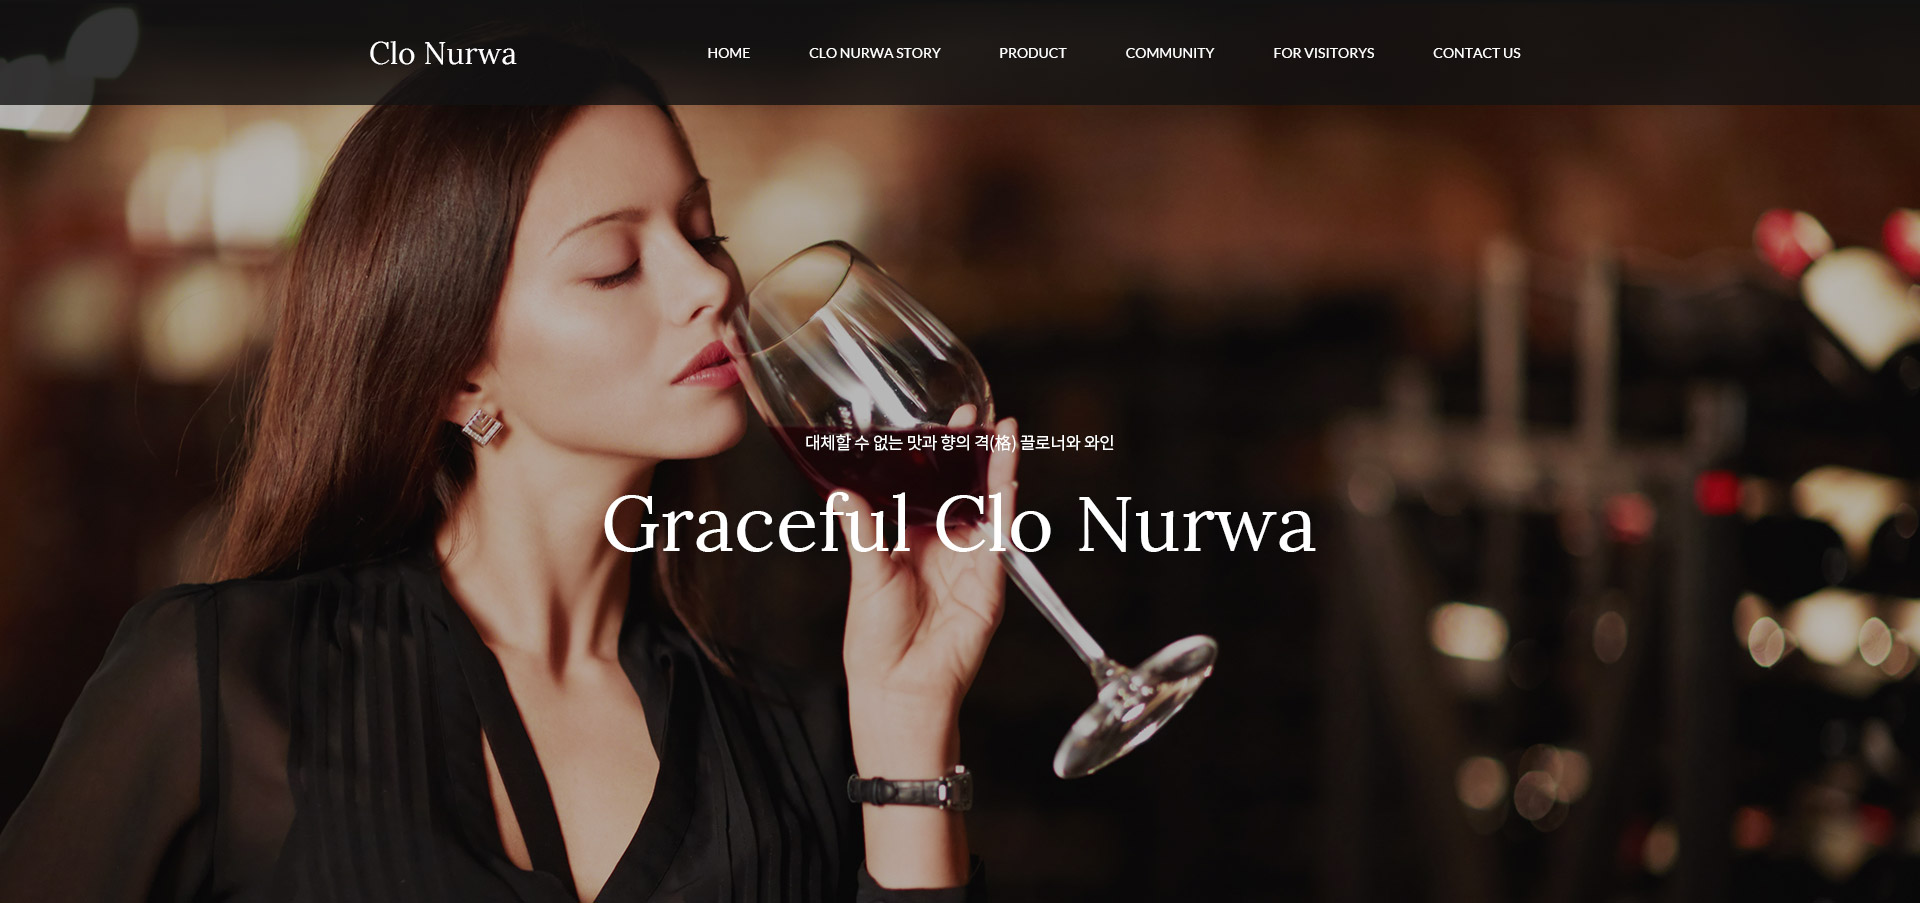 Clo Nurwa
HOME CLO NURWA STORY PRODUCT COMMUNITY FOR VISITORYS CONTACT US
대체할 수 없는 맛과 향의 격(格) 끌로너와 와인
Graceful Clo Nurwa